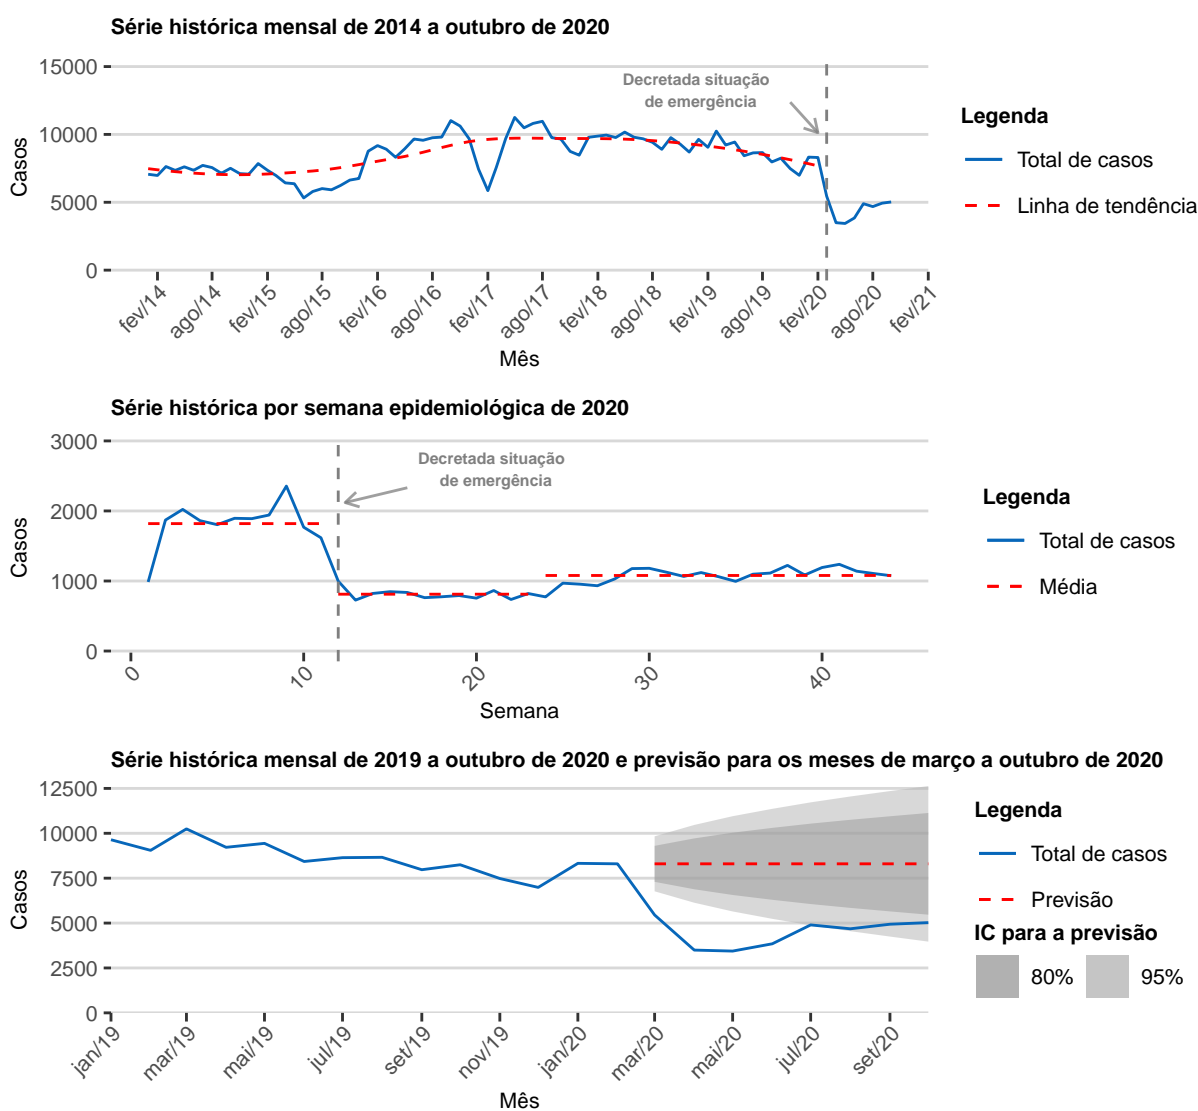 Série histórica mensal de 2014 a outubro de 2020
15000
10000
5000
0
Casos
Decretada situação
de emergência
fev/14
ago/14
fev/15
ago/15
fev/16
ago/16
fev/17
ago/17
fev/18
ago/18
fev/19
ago/19
fev/20
ago/20
fev/21
Mês
Legenda
Total de casos
Linha de tendência
Série histórica por semana epidemiológica de 2020
3000
2000
1000
0
Casos
Decretada situação
de emergência
0
10
20
30
40
Semana
Legenda
Total de casos
Média
Série histórica mensal de 2019 a outubro de 2020 e previsão para os meses de março a outubro de 2020
12500
10000
7500
5000
2500
0
Casos
jan/19
mar/19
mai/19
jul/19
set/19
nov/19
jan/20
mar/20
mai/20
jul/20
set/20
Mês
Legenda
Total de casos
Previsão
IC para a previsão
80%
95%